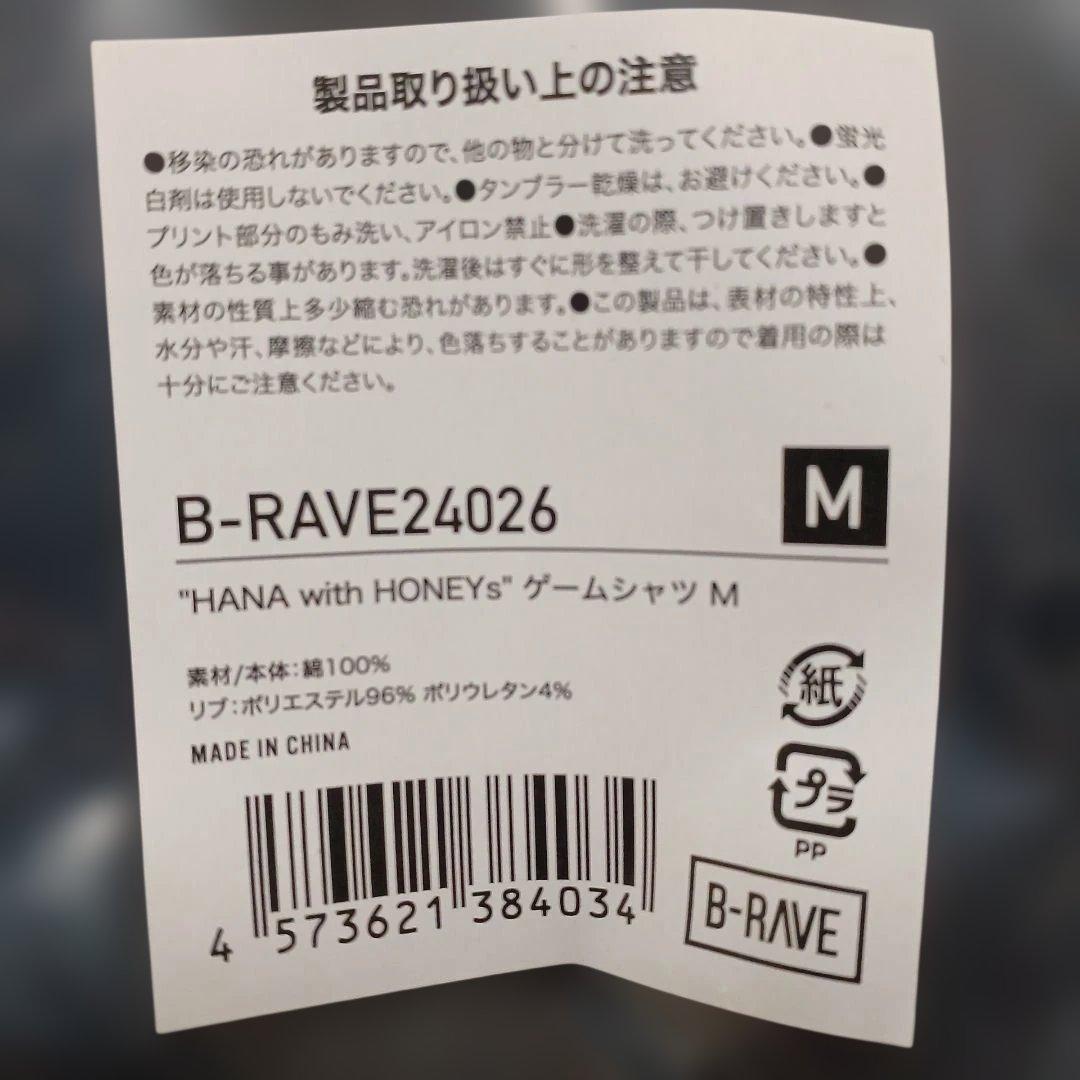 製品取り扱い上の注意
●移染の恐れがありますので、他の物と分けて洗ってください。●蛍光
白剤は使用しないでください。●タンブラー乾燥は、お避けください。●
プリント部分のもみ洗い、アイロン禁止●洗濯の際、つけ置きしますと
色が落ちる事があります。洗濯後はすぐに形を整えて干してください。●
素材の性質上多少縮む恐れがあります。●この製品は、表材の特性上、
水分や汗、摩擦などにより、色落ちすることがありますので着用の際は
十分にご注意ください。
B-RAVE24026
M
"HANA with HONEYs" ゲームシャツ M
素材/本体：綿100%
リブ：ポリエステル96% ポリウレタン4%
MADE IN CHINA
紙
プラ
PP
4 573621 384034
B-RAVE